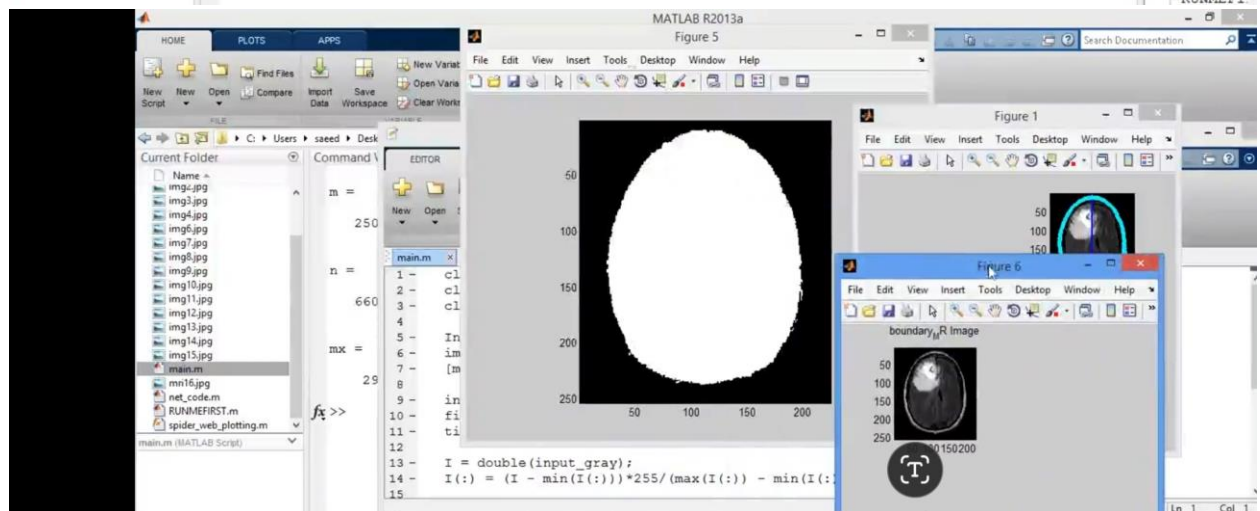 MATLAB R2013a
HOME PLOTS APPS
Search Documentation
New Script
New
Open
Find Files
Compare
Import Data
Save Workspace
New Variab
Open Varia
Clear Work
FILE
C: ▸ Users ▸ saeed ▸ Desk
Current Folder
Name
img2.jpg
img3.jpg
img4.jpg
img6.jpg
img7.jpg
img8.jpg
img9.jpg
img10.jpg
img11.jpg
img12.jpg
img13.jpg
img14.jpg
img15.jpg
main.m
mri16.jpg
net_code.m
RUNMEFIRST.m
spider_web_plotting.m
main.m (MATLAB Script)
Command
m =
250
n =
660
mx =
29
fx >>
EDITOR
New Open
main.m ×
1 - cl
2 - cl
3 - cl
4
5 - In
6 - im
7 - [m
8
9 - in
10 - fi
11 - ti
12
13 - I = double(input_gray);
14 - I(:) = (I - min(I(:)))*255/(max(I(:)) - min(I(:
15
Figure 5
File Edit View Insert Tools Desktop Window Help
50
100
150
200
250
50 100 150 200
Figure 1
File Edit View Insert Tools Desktop Window Help
50
100
150
Figure 6
File Edit View Insert Tools Desktop Window Help
boundary_MR Image
50
100
150
200
250
150200
T
Ln 1 Col 1